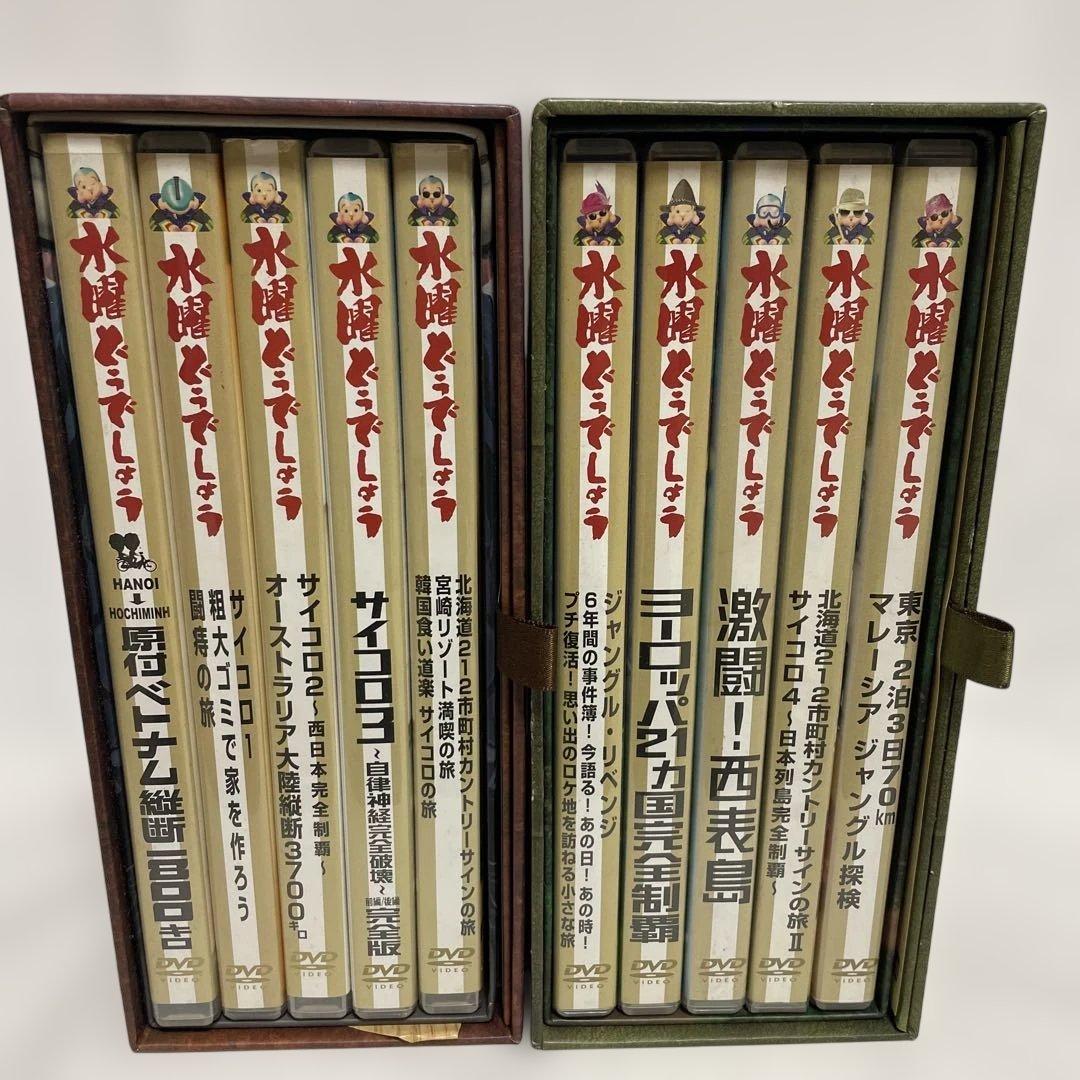 水曜どうでしょう
HANOI
HOCHIMINH
原付ベトナム縦断1800キロ
DVD
VIDEO
水曜どうでしょう
サイコロ1
粗大ゴミで家を作ろう
闘痔の旅
DVD
VIDEO
水曜どうでしょう
サイコロ2~西日本完全制覇~
オーストラリア大陸縦断3700キロ
DVD
VIDEO
水曜どうでしょう
サイコロ3
~自律神経完全破壊~
完全版
DVD
VIDEO
水曜どうでしょう
北海道212市町村カントリーサインの旅
宮崎リゾート満喫の旅
韓国食い道楽 サイコロの旅
DVD
VIDEO
水曜どうでしょう
ジャングル・リベンジ
6年間の事件簿!今語る!あの日!あの時!
プチ復活!思い出のロケ地を訪ねる小さな旅
DVD
VIDEO
水曜どうでしょう
ヨーロッパ21カ国完全制覇
DVD
VIDEO
水曜どうでしょう
激闘!西表島
DVD
VIDEO
水曜どうでしょう
北海道212市町村カントリーサインの旅Ⅱ
サイコロ4~日本列島完全制覇~
DVD
VIDEO
水曜どうでしょう
東京 2泊3日70km
マレーシア ジャングル探検
DVD
VIDEO